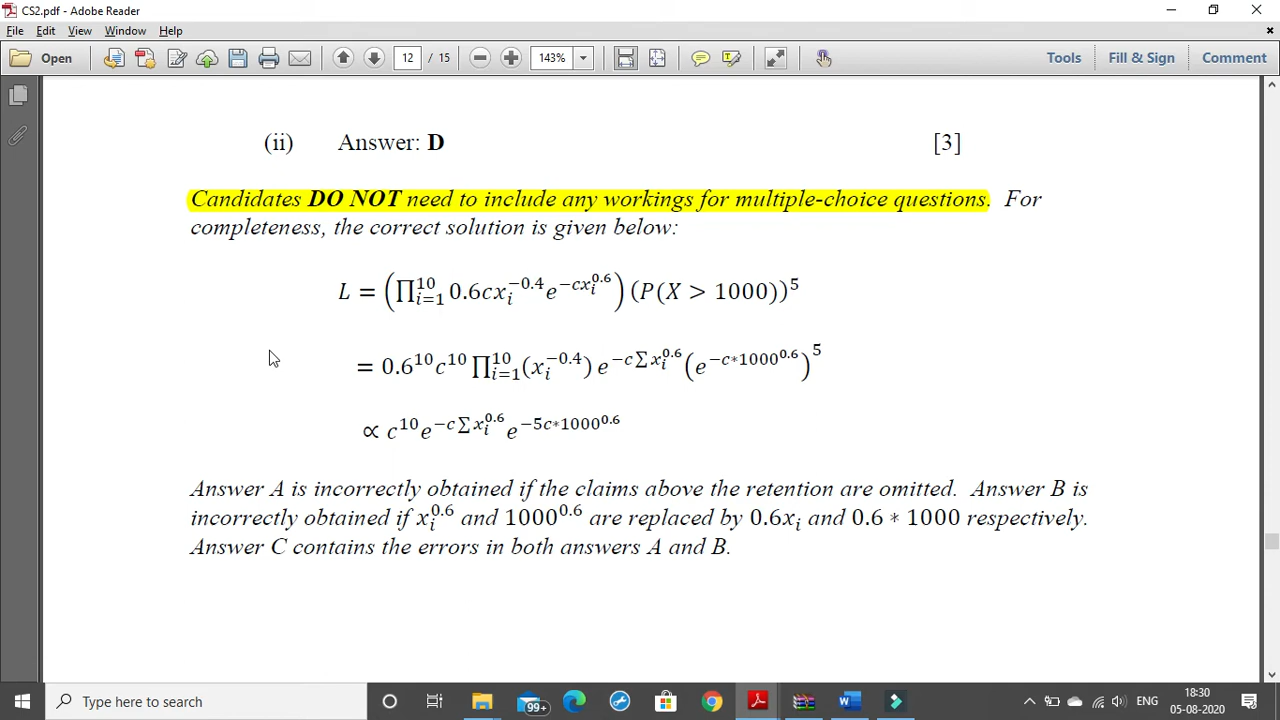 CS2.pdf - Adobe Reader
File Edit View Window Help
Open 12 / 15 143% Tools Fill & Sign Comment
(ii) Answer: D [3]
Candidates DO NOT need to include any workings for multiple-choice questions. For
completeness, the correct solution is given below:
L = (∏_{i=1}^{10} 0.6cx_i^{-0.4}e^{-cx_i^{0.6}}) (P(X > 1000))^5
= 0.6^{10}c^{10} ∏_{i=1}^{10}(x_i^{-0.4}) e^{-c∑x_i^{0.6}}(e^{-c*1000^{0.6}})^5
∝ c^{10}e^{-c∑x_i^{0.6}}e^{-5c*1000^{0.6}}
Answer A is incorrectly obtained if the claims above the retention are omitted. Answer B is
incorrectly obtained if x_i^{0.6} and 1000^{0.6} are replaced by 0.6x_i and 0.6 * 1000 respectively.
Answer C contains the errors in both answers A and B.
Type here to search 99+ ENG 18:30
05-08-2020